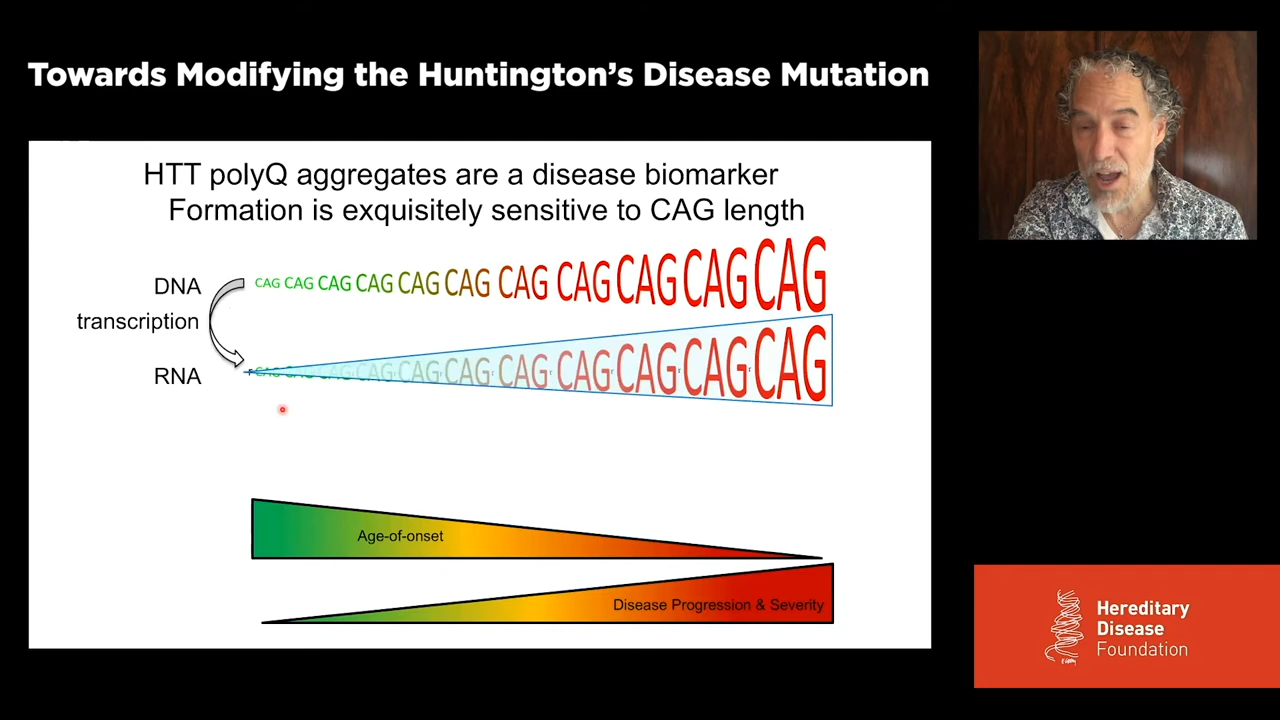 Towards Modifying the Huntington's Disease Mutation
HTT polyQ aggregates are a disease biomarker
Formation is exquisitely sensitive to CAG length
DNA
CAG CAG CAG CAG CAG CAG CAG CAG CAG CAG CAG
transcription
RNA
CAG CAG CAG CAG CAG CAG CAG CAG
Age-of-onset
Disease Progression & Severity
Hereditary
Disease
Foundation